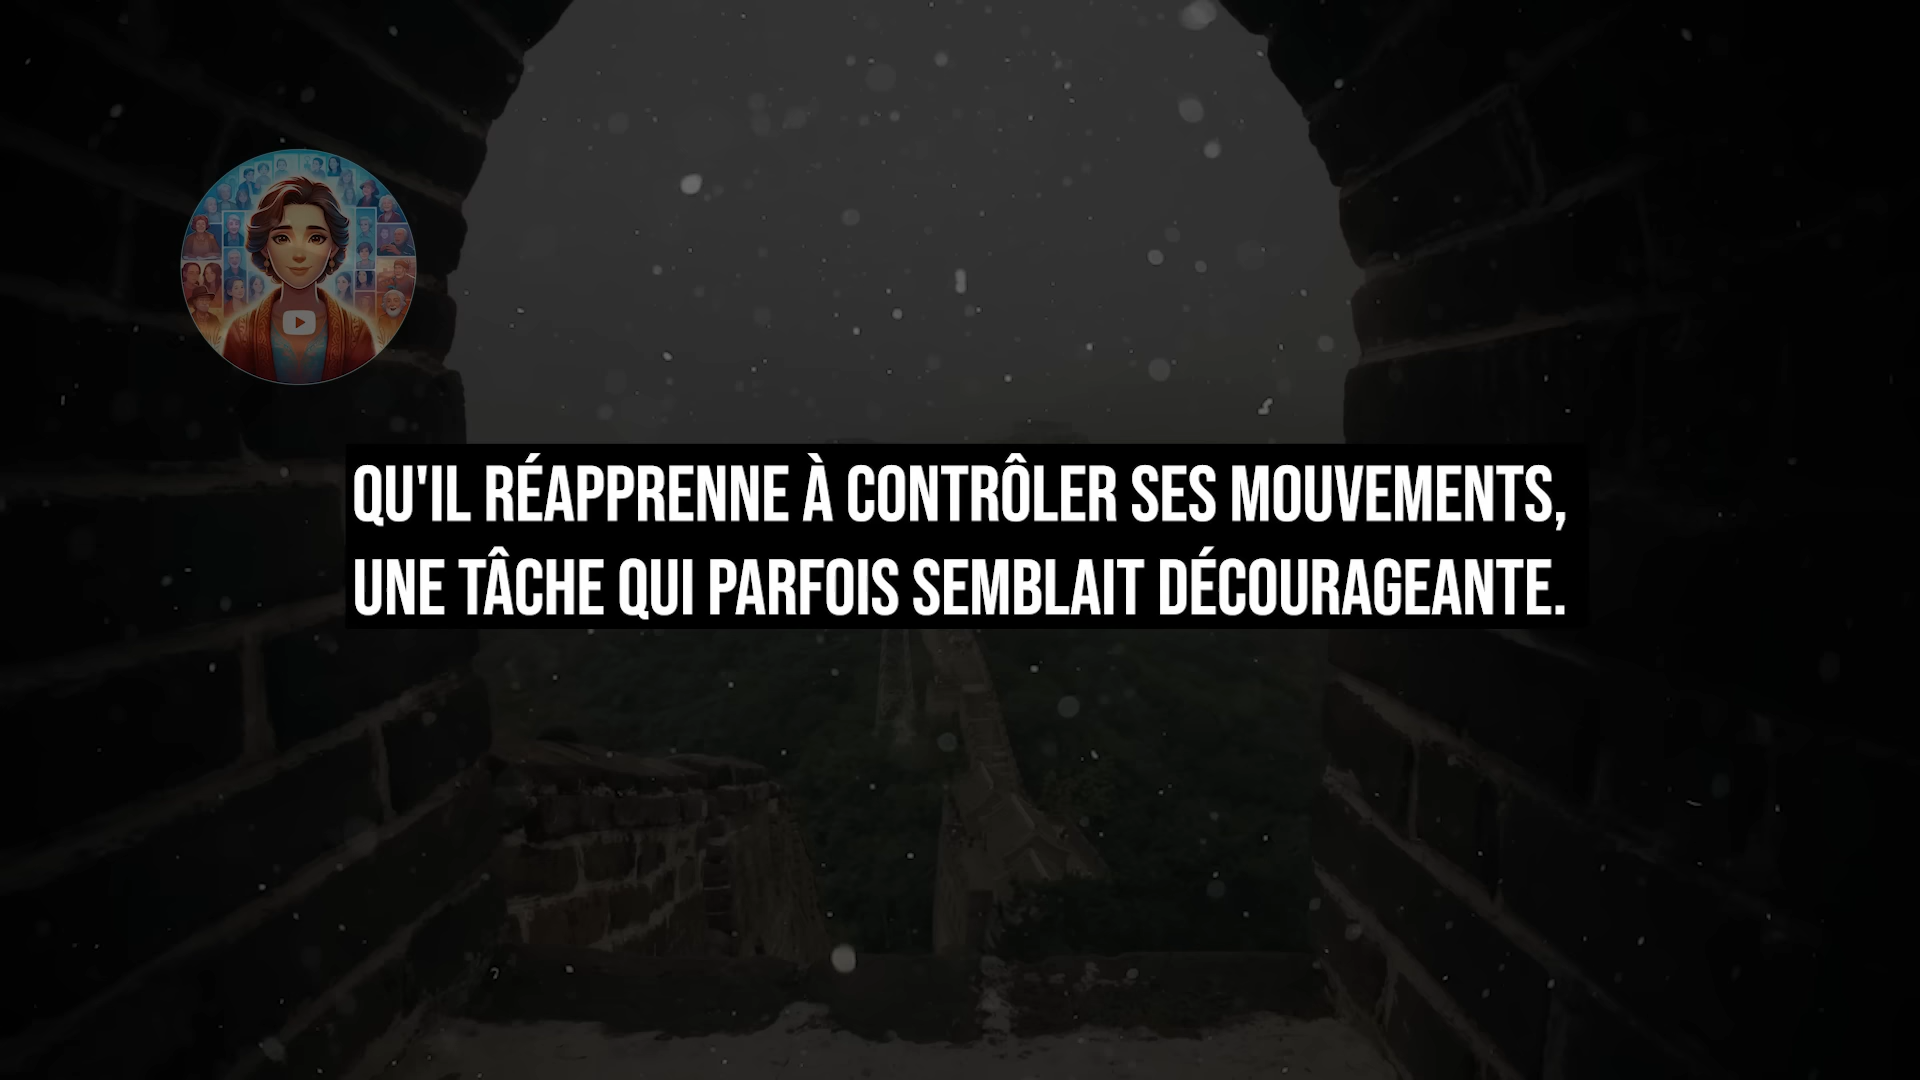 QU'IL RÉAPPRENNE À CONTRÔLER SES MOUVEMENTS,
UNE TÂCHE QUI PARFOIS SEMBLAIT DÉCOURAGEANTE.